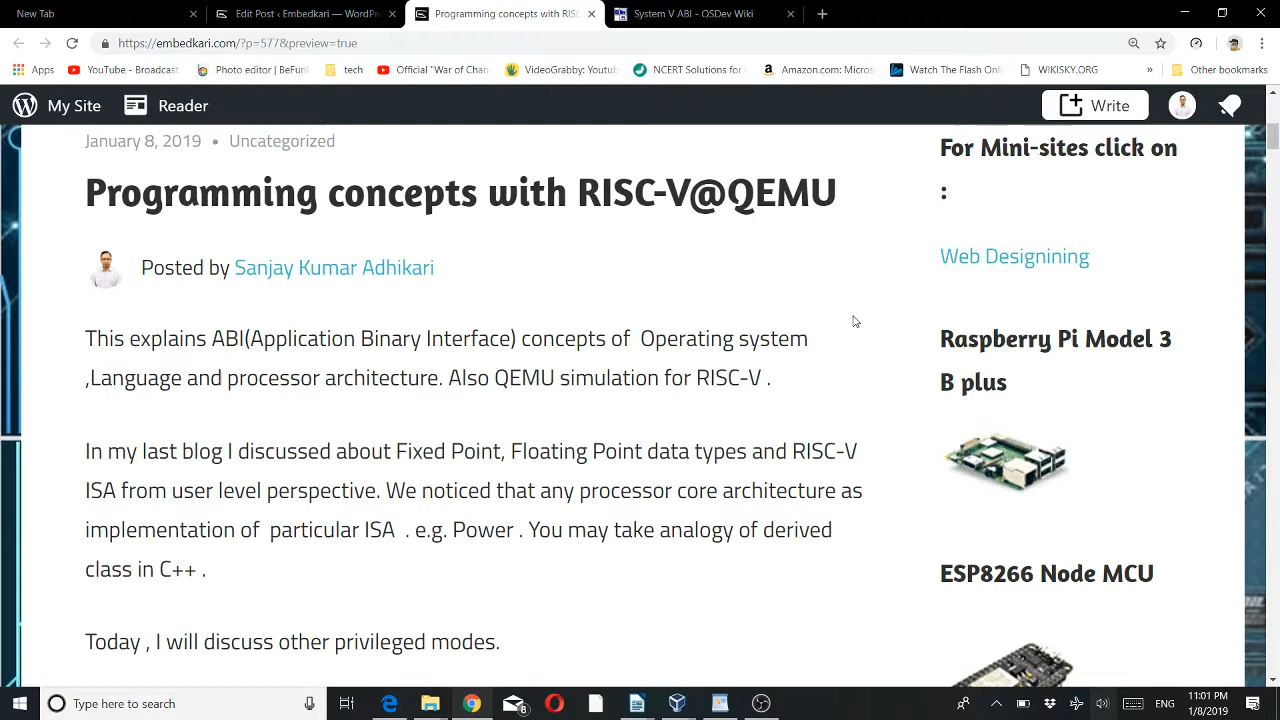 New Tab
Edit Post ‹ Embedkari — WordPre
Programming concepts with RISC
System V ABI - OSDev Wiki
https://embedkari.com/?p=577&preview=true
Apps
YouTube - Broadcast
Photo editor | BeFunk
tech
Official "War of Chan
VideoGrabby: Youtub
NCERT Solutions for C
Amazon.com: Micros
Watch The Flash Onli
WIKISKY.ORG
»
Other bookmarks
My Site
Reader
Write
January 8, 2019 • Uncategorized
Programming concepts with RISC-V@QEMU
Posted by Sanjay Kumar Adhikari
This explains ABI(Application Binary Interface) concepts of Operating system
,Language and processor architecture. Also QEMU simulation for RISC-V .
In my last blog I discussed about Fixed Point, Floating Point data types and RISC-V
ISA from user level perspective. We noticed that any processor core architecture as
implementation of particular ISA . e.g. Power . You may take analogy of derived
class in C++ .
Today , I will discuss other privileged modes.
For Mini-sites click on
:
Web Designining
Raspberry Pi Model 3
B plus
ESP8266 Node MCU
Type here to search
8
ENG
11:01 PM
1/8/2019